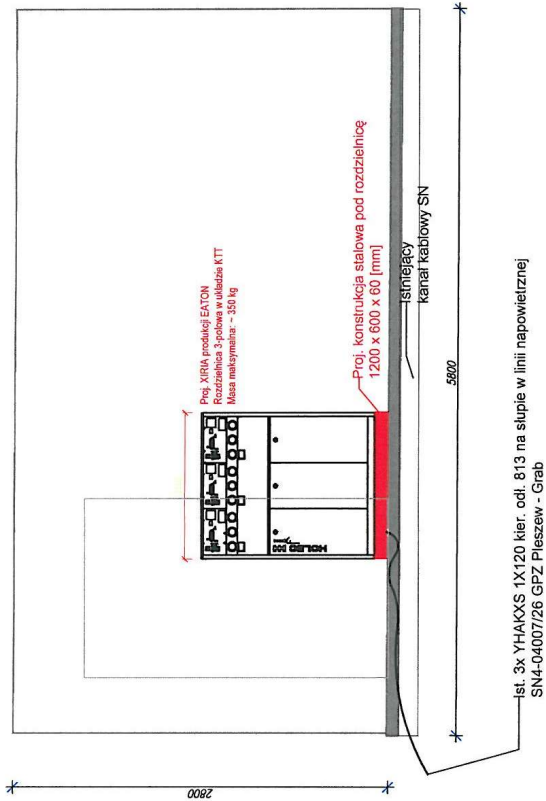 Proj. XIRIA produkcji EATON
Rozdzielnica 3-polowa w układzie KTT
Masa maksymalna: ~ 350 kg
Proj. konstrukcja stalowa pod rozdzielnicę
1200 x 600 x 60 [mm]
HOLEC
Istniejący
kanał kablowy SN
5800
2800
Ist. 3x YHAKXS 1X120 kier. odł. 813 na słupie w linii napowietrznej
SN4-04007/26 GPZ Pleszew - Grab